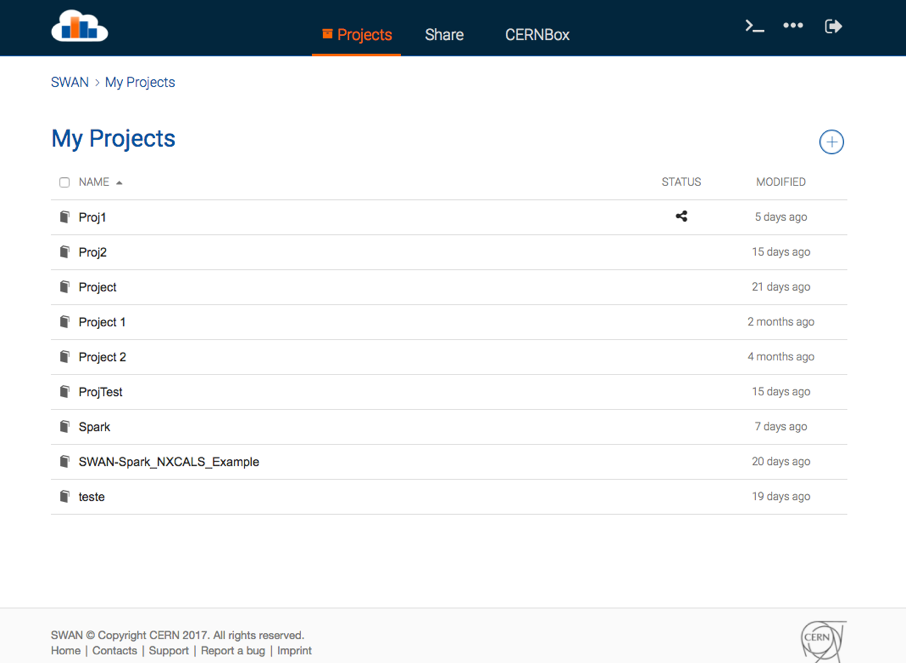 Projects Share CERNBox
SWAN > My Projects
My Projects
NAME STATUS MODIFIED
Proj1 5 days ago
Proj2 15 days ago
Project 21 days ago
Project 1 2 months ago
Project 2 4 months ago
ProjTest 15 days ago
Spark 7 days ago
SWAN-Spark_NXCALS_Example 20 days ago
teste 19 days ago
SWAN © Copyright CERN 2017. All rights reserved.
Home | Contacts | Support | Report a bug | Imprint
CERN